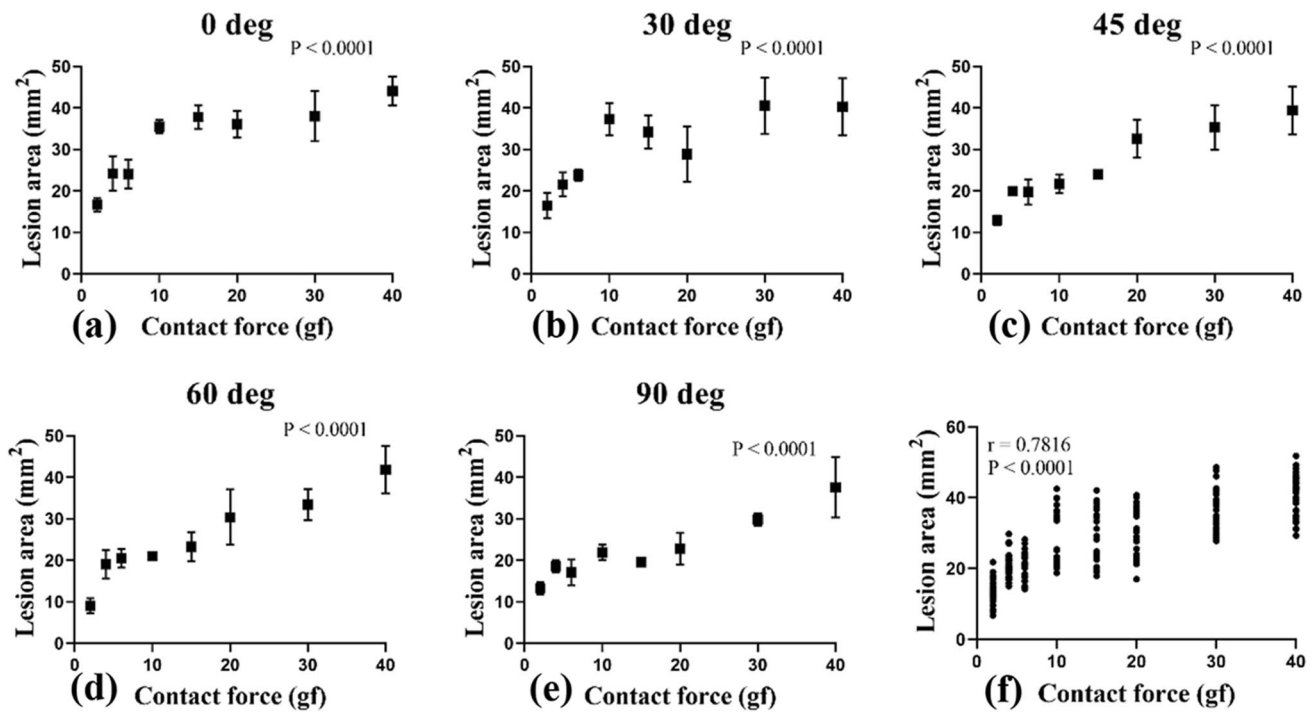 0 deg
P < 0.0001
Lesion area (mm²)
50
40
30
20
10
0
0
10
20
30
40
(a)
Contact force (gf)
30 deg
P < 0.0001
Lesion area (mm²)
50
40
30
20
10
0
0
10
20
30
40
(b)
Contact force (gf)
45 deg
P < 0.0001
Lesion area (mm²)
50
40
30
20
10
0
0
10
20
30
40
(c)
Contact force (gf)
60 deg
P < 0.0001
Lesion area (mm²)
50
40
30
20
10
0
0
10
20
30
40
(d)
Contact force (gf)
90 deg
P < 0.0001
Lesion area (mm²)
50
40
30
20
10
0
0
10
20
30
40
(e)
Contact force (gf)
r = 0.7816
P < 0.0001
Lesion area (mm²)
60
40
20
0
0
10
20
30
40
(f)
Contact force (gf)